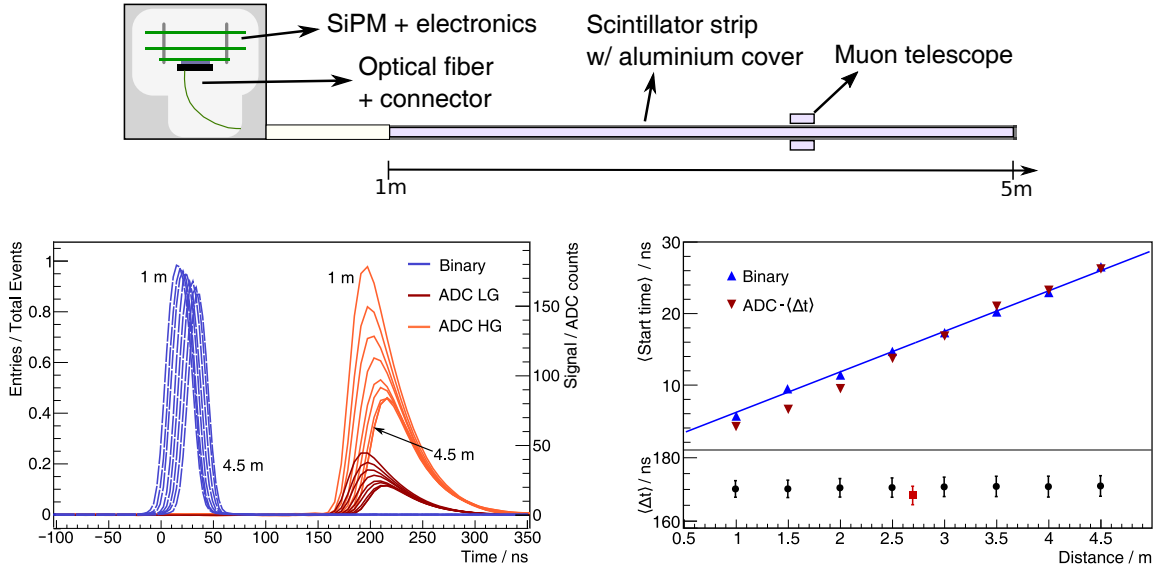 SiPM + electronics
Optical fiber
+ connector
Scintillator strip
w/ aluminium cover
Muon telescope
1m
5m
Entries / Total Events
1
0.8
0.6
0.4
0.2
0
1 m
4.5 m
1 m
4.5 m
Binary
ADC LG
ADC HG
150
100
50
0
Signal / ADC counts
−100
−50
0
50
100
150
200
250
300
350
Time / ns
⟨Start time⟩ / ns
30
20
10
Binary
ADC - ⟨Δt⟩
⟨Δt⟩ / ns
180
160
0.5
1
1.5
2
2.5
3
3.5
4
4.5
Distance / m